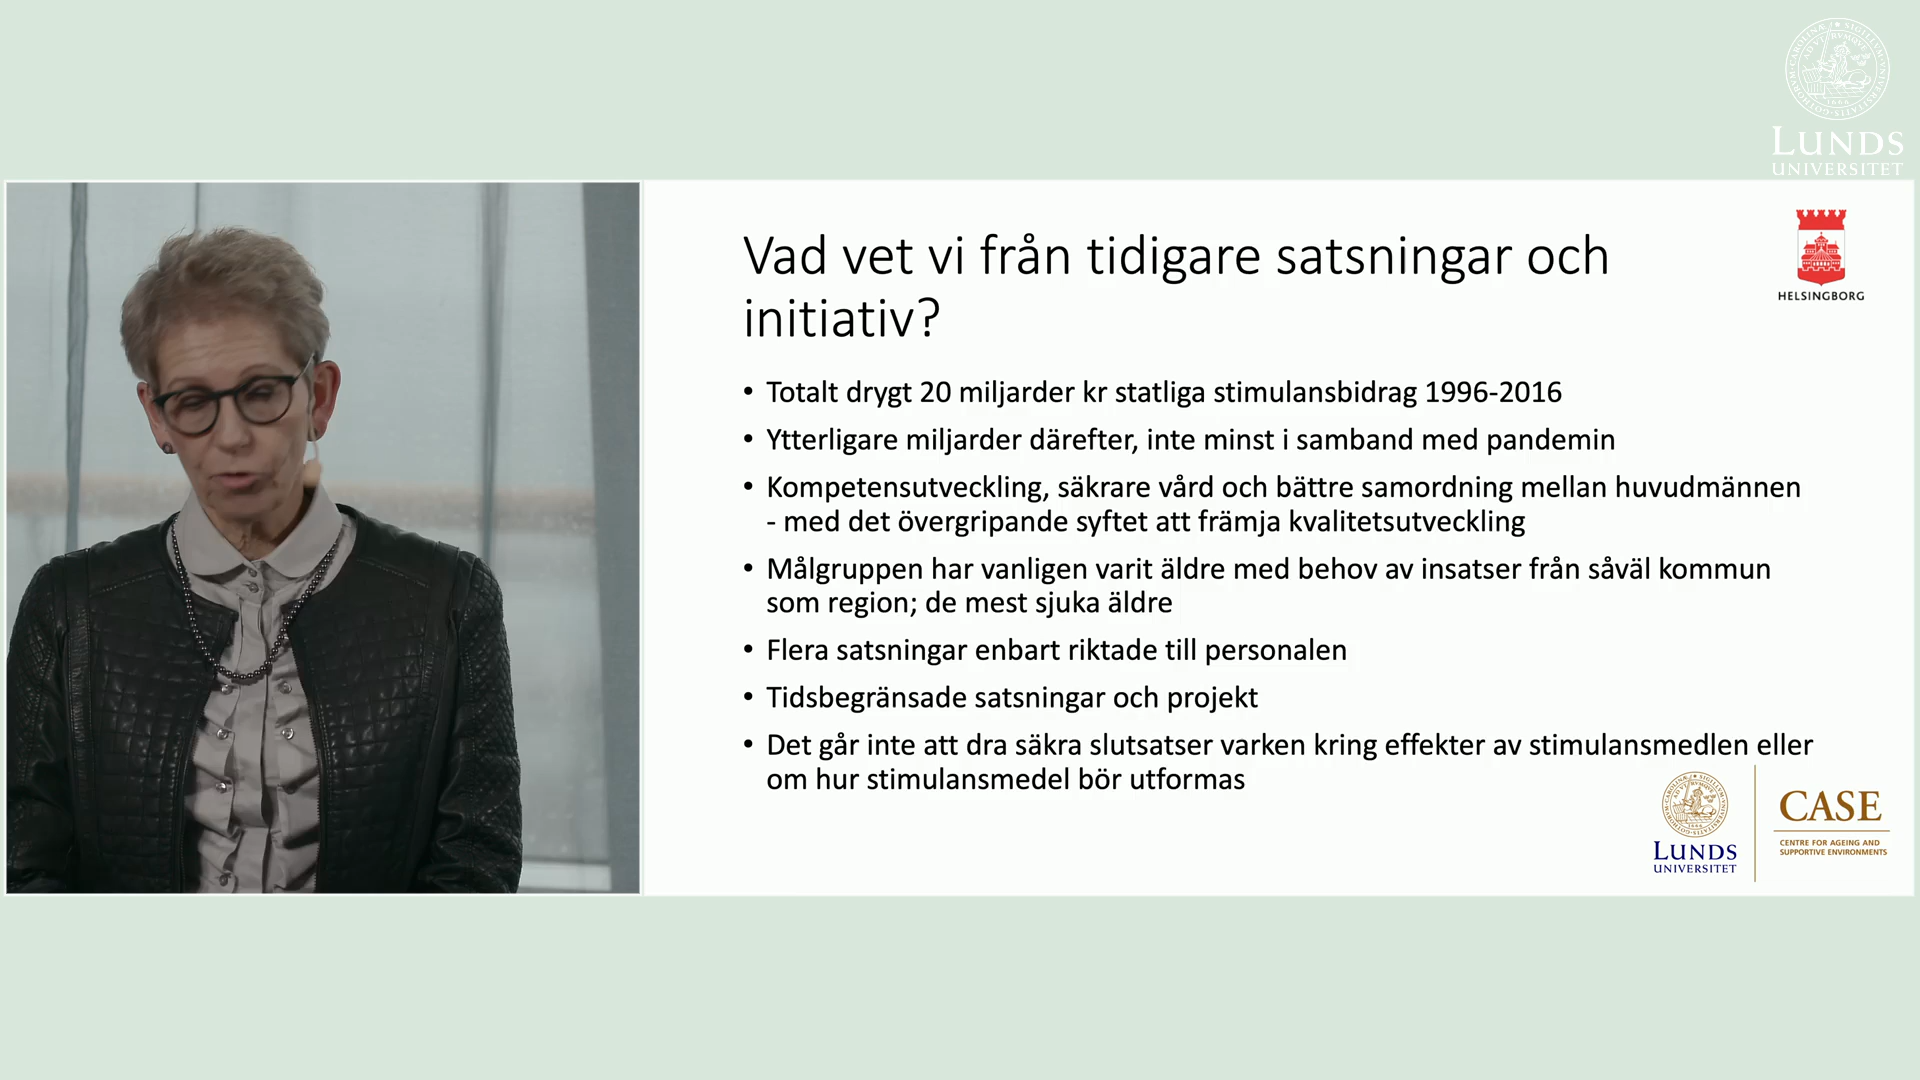 LUNDS
UNIVERSITET
Vad vet vi från tidigare satsningar och
initiativ?
HELSINGBORG
• Totalt drygt 20 miljarder kr statliga stimulansbidrag 1996-2016
• Ytterligare miljarder därefter, inte minst i samband med pandemin
• Kompetensutveckling, säkrare vård och bättre samordning mellan huvudmännen
- med det övergripande syftet att främja kvalitetsutveckling
• Målgruppen har vanligen varit äldre med behov av insatser från såväl kommun
som region; de mest sjuka äldre
• Flera satsningar enbart riktade till personalen
• Tidsbegränsade satsningar och projekt
• Det går inte att dra säkra slutsatser varken kring effekter av stimulansmedlen eller
om hur stimulansmedel bör utformas
LUNDS
UNIVERSITET
CASE
CENTRE FOR AGEING AND
SUPPORTIVE ENVIRONMENTS